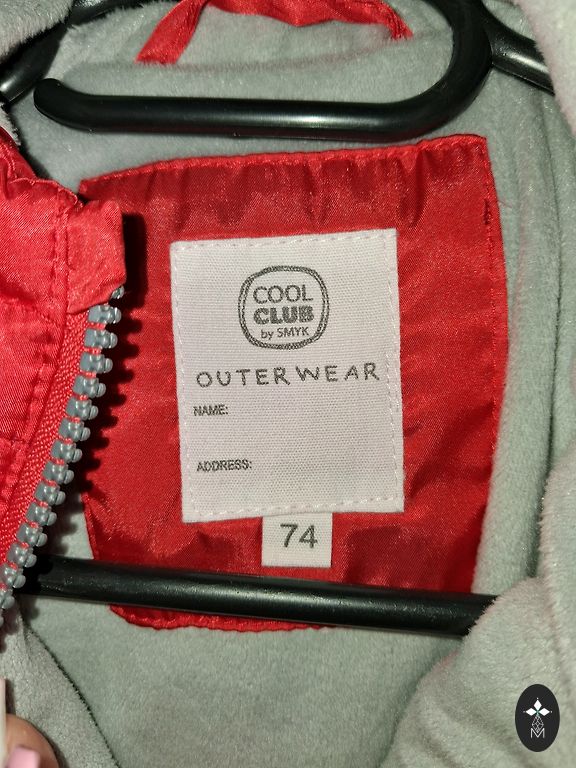 COOL
CLUB
by SMYK
OUTERWEAR
NAME:
ADDRESS:
74